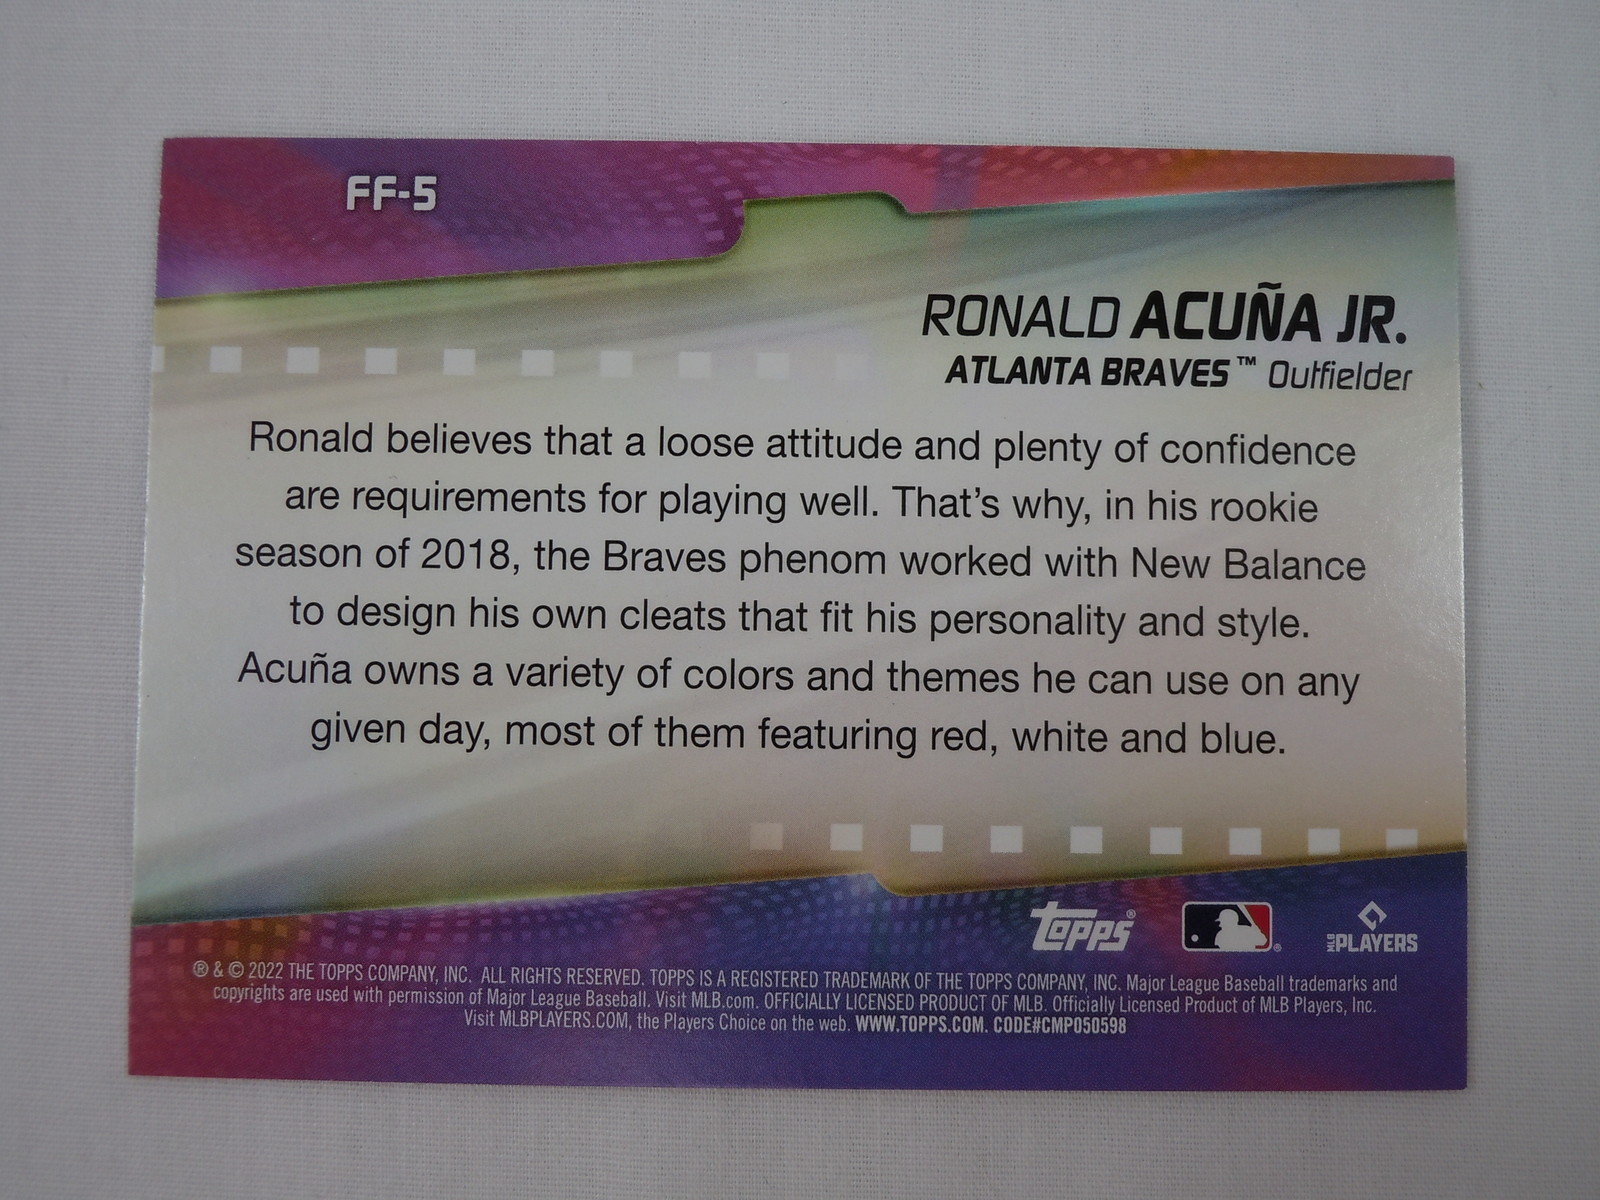 FF-5
RONALD ACUÑA JR.
ATLANTA BRAVES™ Outfielder
Ronald believes that a loose attitude and plenty of confidence
are requirements for playing well. That's why, in his rookie
season of 2018, the Braves phenom worked with New Balance
to design his own cleats that fit his personality and style.
Acuña owns a variety of colors and themes he can use on any
given day, most of them featuring red, white and blue.
Topps® ® MLB PLAYERS
® & © 2022 THE TOPPS COMPANY, INC. ALL RIGHTS RESERVED. TOPPS IS A REGISTERED TRADEMARK OF THE TOPPS COMPANY, INC. Major League Baseball trademarks and
copyrights are used with permission of Major League Baseball. Visit MLB.com. OFFICIALLY LICENSED PRODUCT OF MLB. Officially Licensed Product of MLB Players, Inc.
Visit MLBPLAYERS.COM, the Players Choice on the web. WWW.TOPPS.COM. CODE#CMP050598